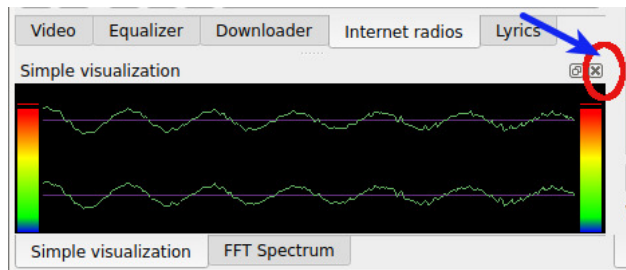 Video Equalizer Downloader Internet radios Lyrics
Simple visualization
Simple visualization FFT Spectrum